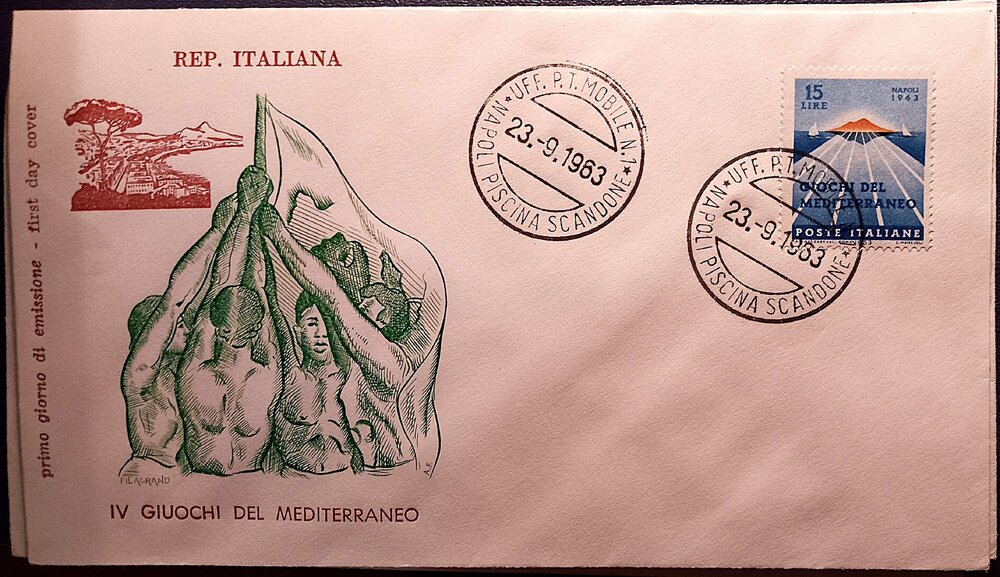 REP. ITALIANA
primo giorno di emissione - first day cover
FILAGRANO
A.F.
IV GIUOCHI DEL MEDITERRANEO
★ UFF. P.T. MOBILE N.1 ★
23.-9.1963
NAPOLI PISCINA SCANDONE
15
LIRE
NAPOLI
1963
GIOCHI DEL
MEDITERRANEO
POSTE ITALIANE
★ UFF. P.T. MOBILE
23.-9.1963
NAPOLI PISCINA SCANDONE ★